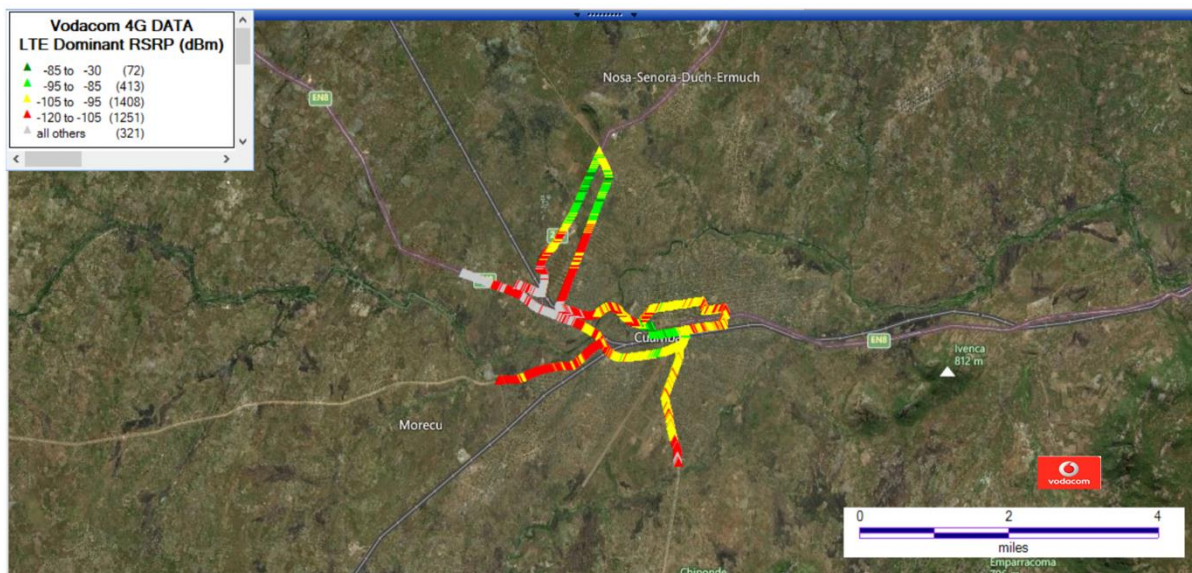 Vodacom 4G DATA
LTE Dominant RSRP (dBm)
-85 to -30 (72)
-95 to -85 (413)
-105 to -95 (1408)
-120 to -105 (1251)
all others (321)
Nosa-Senora-Duch-Ermuch
EN8
Cuamba
EN8
Ivenca
812 m
Morecu
vodacom
0 2 4
miles
Emparracoma
Chiponde